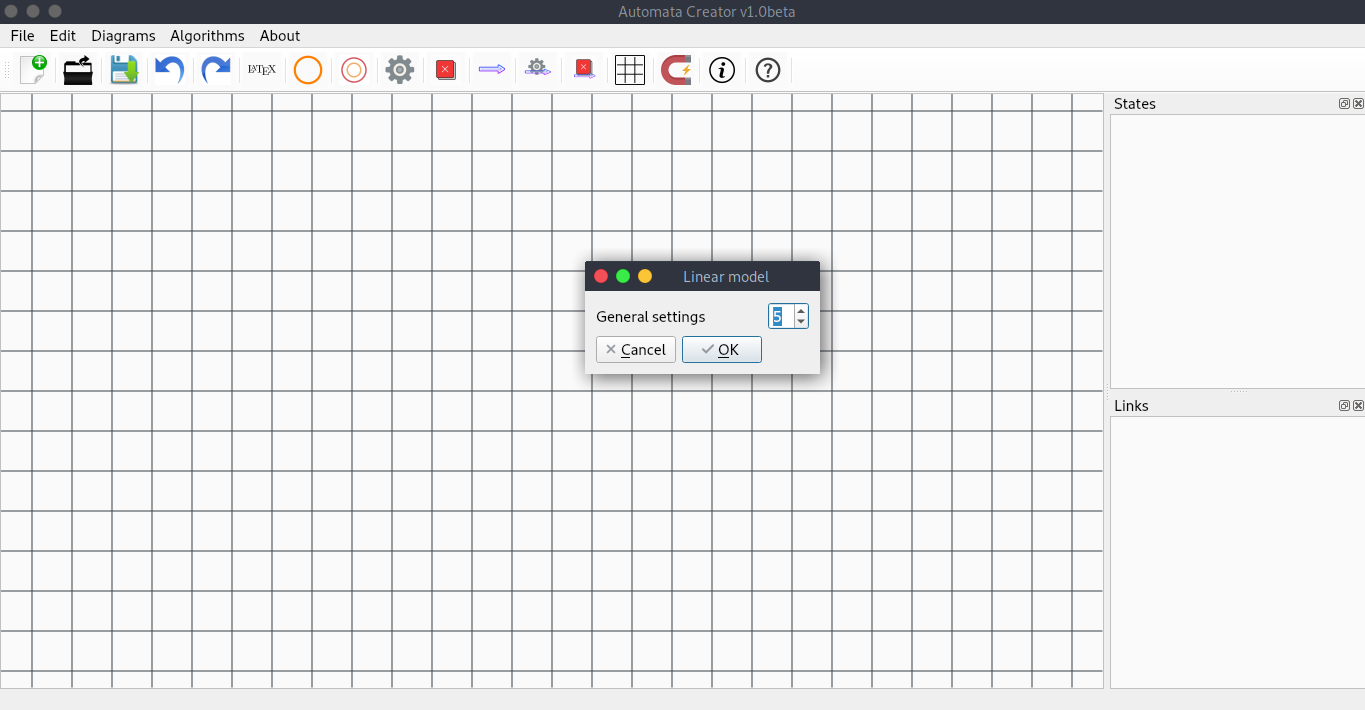 Automata Creator v1.0beta
File Edit Diagrams Algorithms About
LATEX
States
Linear model
General settings 5
Cancel OK
Links